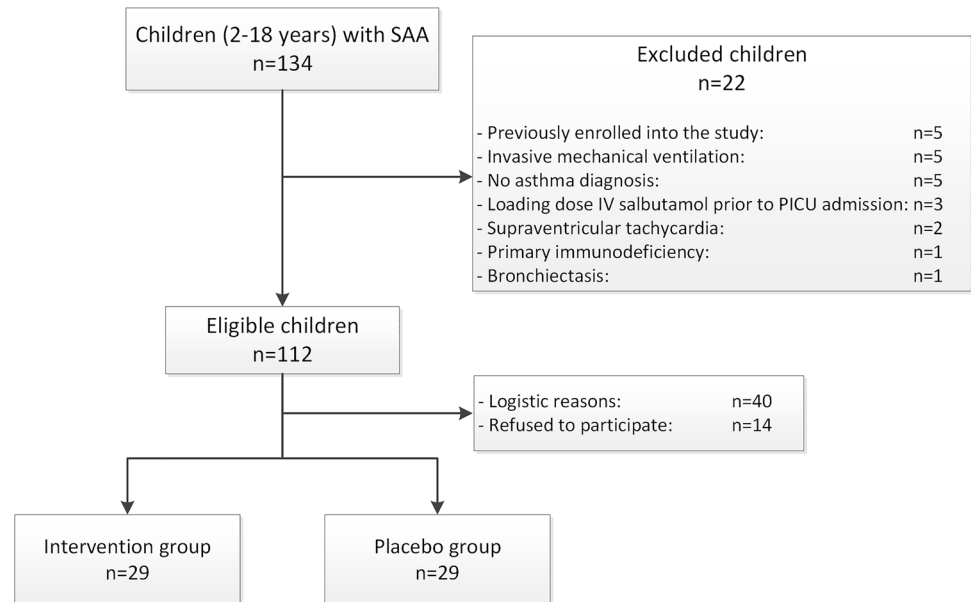 Children (2-18 years) with SAA
n=134
Excluded children
n=22
- Previously enrolled into the study: n=5
- Invasive mechanical ventilation: n=5
- No asthma diagnosis: n=5
- Loading dose IV salbutamol prior to PICU admission: n=3
- Supraventricular tachycardia: n=2
- Primary immunodeficiency: n=1
- Bronchiectasis: n=1
Eligible children
n=112
- Logistic reasons: n=40
- Refused to participate: n=14
Intervention group
n=29
Placebo group
n=29